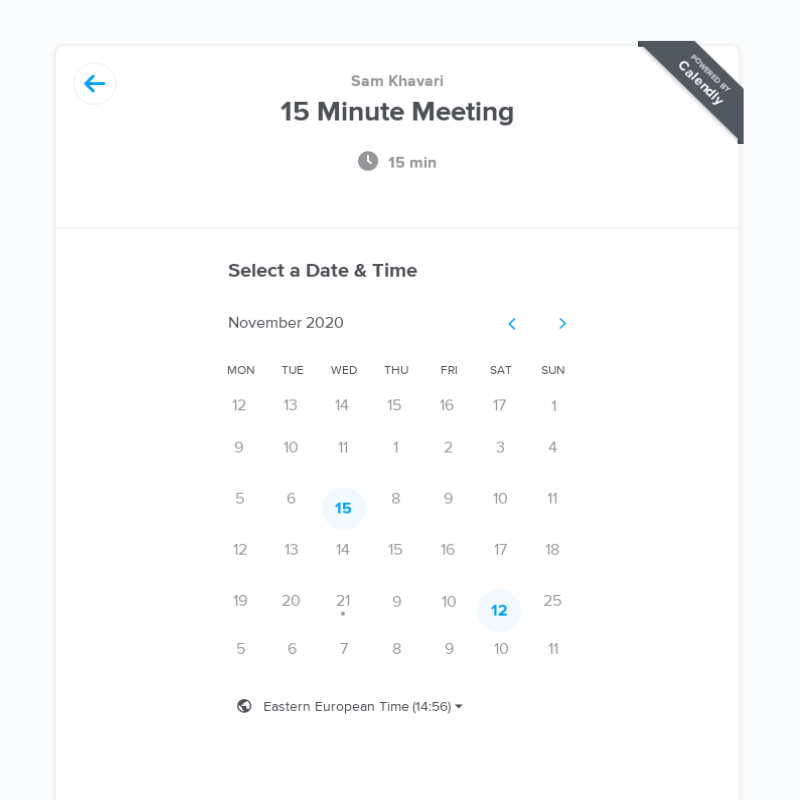 Sam Khavari
POWERED BY
Calendly
15 Minute Meeting
15 min
Select a Date & Time
November 2020
MON TUE WED THU FRI SAT SUN
12 13 14 15 16 17 1
9 10 11 1 2 3 4
5 6 15 8 9 10 11
12 13 14 15 16 17 18
19 20 21 9 10 12 25
5 6 7 8 9 10 11
Eastern European Time (14:56)